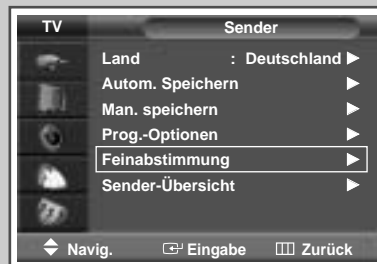 TV Sender
Land : Deutschland
Autom. Speichern
Man. speichern
Prog.-Optionen
Feinabstimmung
Sender-Übersicht
Navig. Eingabe Zurück